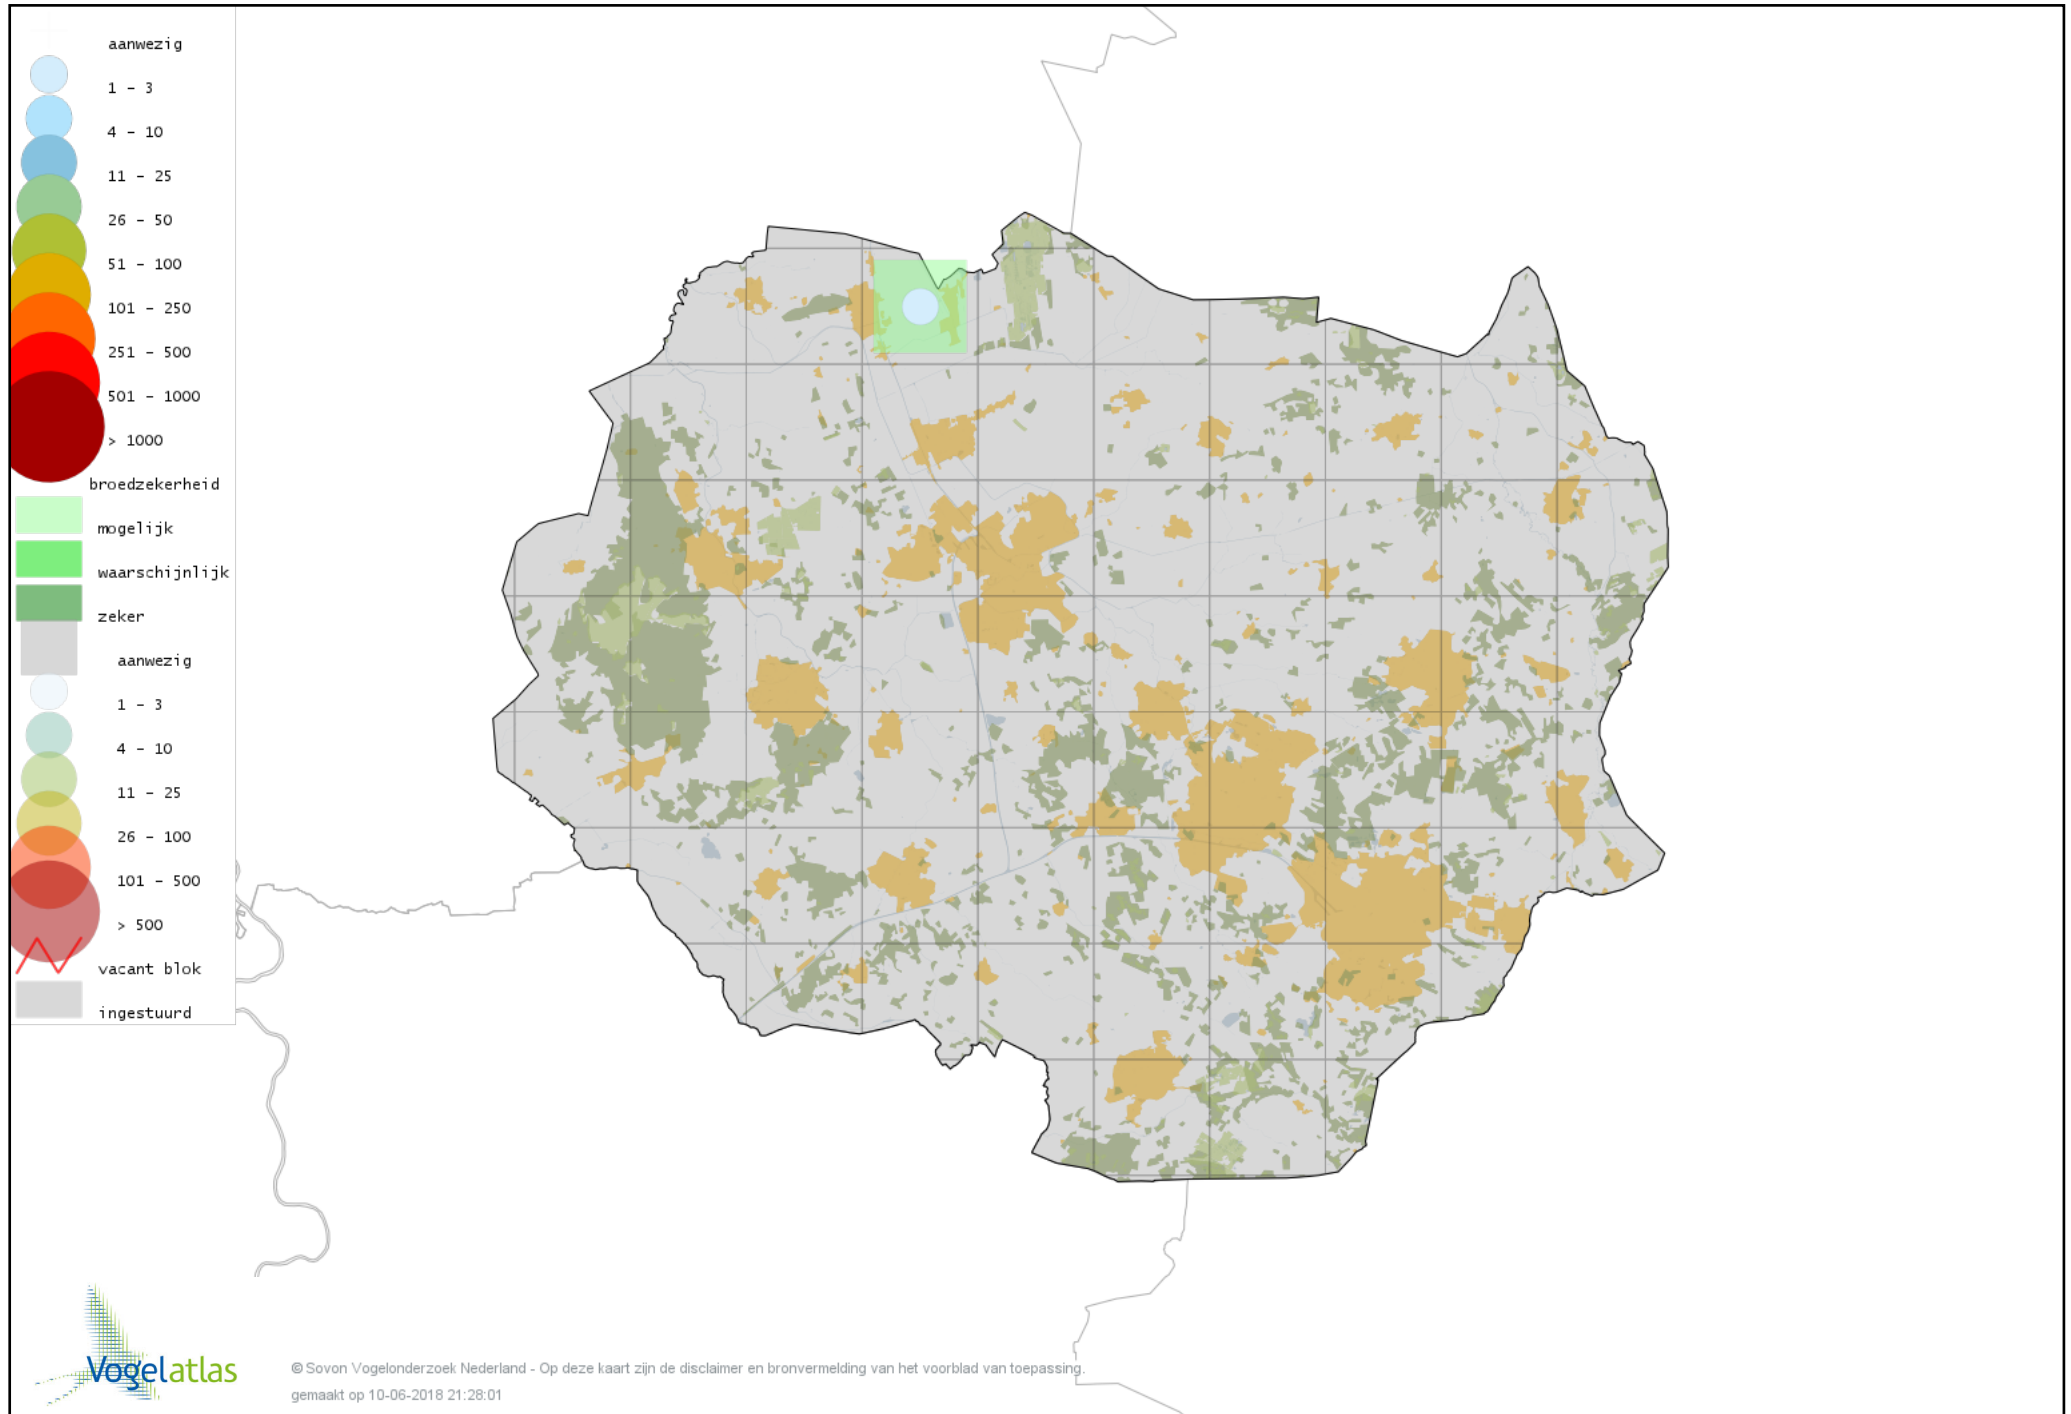 aanwezig
1 - 3
4 - 10
11 - 25
26 - 50
51 - 100
101 - 250
251 - 500
501 - 1000
> 1000
broedzekerheid
mogelijk
waarschijnlijk
zeker
aanwezig
1 - 3
4 - 10
11 - 25
26 - 100
101 - 500
> 500
vacant blok
ingestuurd
Vogelatlas
© Sovon Vogelonderzoek Nederland - Op deze kaart zijn de disclaimer en bronvermelding van het voorblad van toepassing.
gemaakt op 10-06-2018 21:28:01